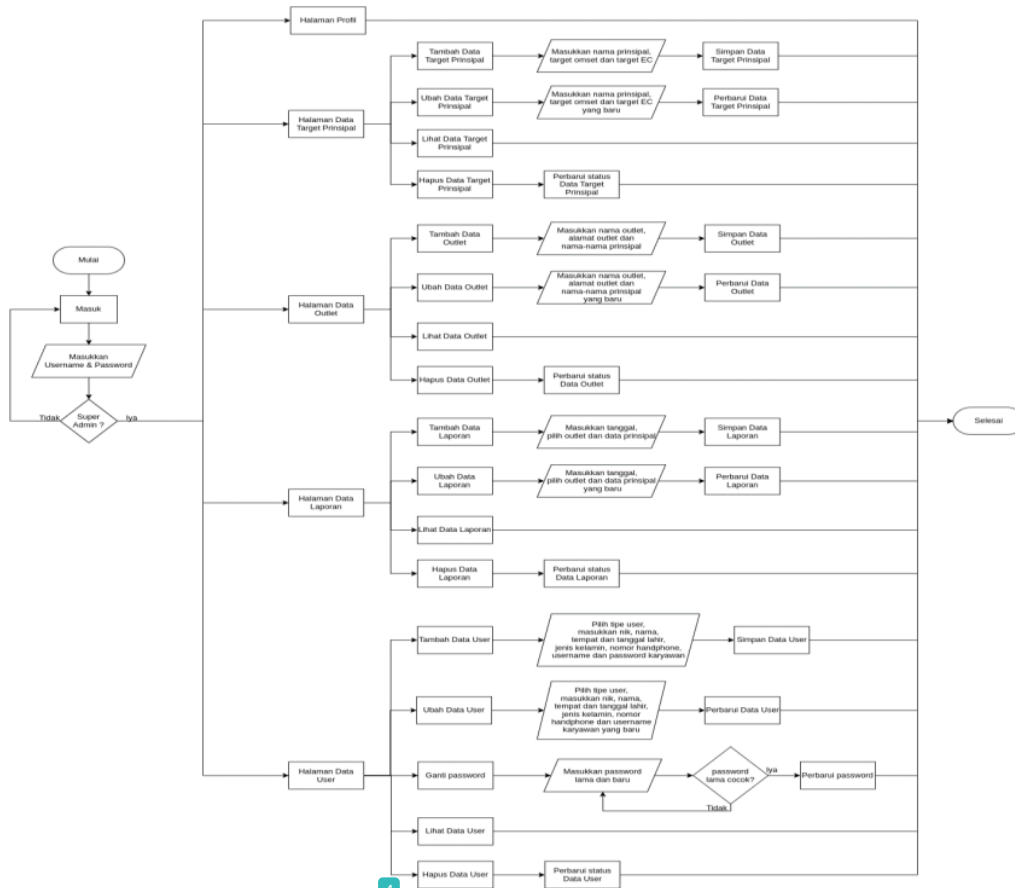 Halaman Profil
Tambah Data
Target Prinsipal
Masukkan nama prinsipal,
target omset dan target EC
Simpan Data
Target Prinsipal
Halaman Data
Target Prinsipal
Ubah Data Target
Prinsipal
Masukkan nama prinsipal,
target omset dan target EC
yang baru
Perbarui Data
Target Prinsipal
Lihat Data Target
Prinsipal
Hapus Data Target
Prinsipal
Perbarui status
Data Target
Prinsipal
Mulai
Masuk
Masukkan
Username & Password
Super
Admin ?
Tidak
Iya
Tambah Data
Outlet
Masukkan nama outlet,
alamat outlet dan
nama-nama prinsipal
Simpan Data
Outlet
Halaman Data
Outlet
Ubah Data Outlet
Masukkan nama outlet,
alamat outlet dan
nama-nama prinsipal
yang baru
Perbarui Data
Outlet
Lihat Data Outlet
Hapus Data Outlet
Perbarui status
Data Outlet
Selesai
Tambah Data
Laporan
Masukkan tanggal,
pilih outlet dan data prinsipal
Simpan Data
Laporan
Halaman Data
Laporan
Ubah Data
Laporan
Masukkan tanggal,
pilih outlet dan data prinsipal
yang baru
Perbarui Data
Laporan
Lihat Data Laporan
Hapus Data
Laporan
Perbarui status
Data Laporan
Tambah Data User
Pilih tipe user,
masukkan nik, nama,
tempat dan tanggal lahir,
jenis kelamin, nomor handphone,
username dan password karyawan
Simpan Data User
Ubah Data User
Pilih tipe user,
masukkan nik, nama,
tempat dan tanggal lahir,
jenis kelamin, nomor
handphone dan username
karyawan yang baru
Perbarui Data User
Halaman Data
User
Ganti password
Masukkan password
lama dan baru
password
lama cocok?
Iya
Tidak
Perbarui password
Lihat Data User
Hapus Data User
Perbarui status
Data User